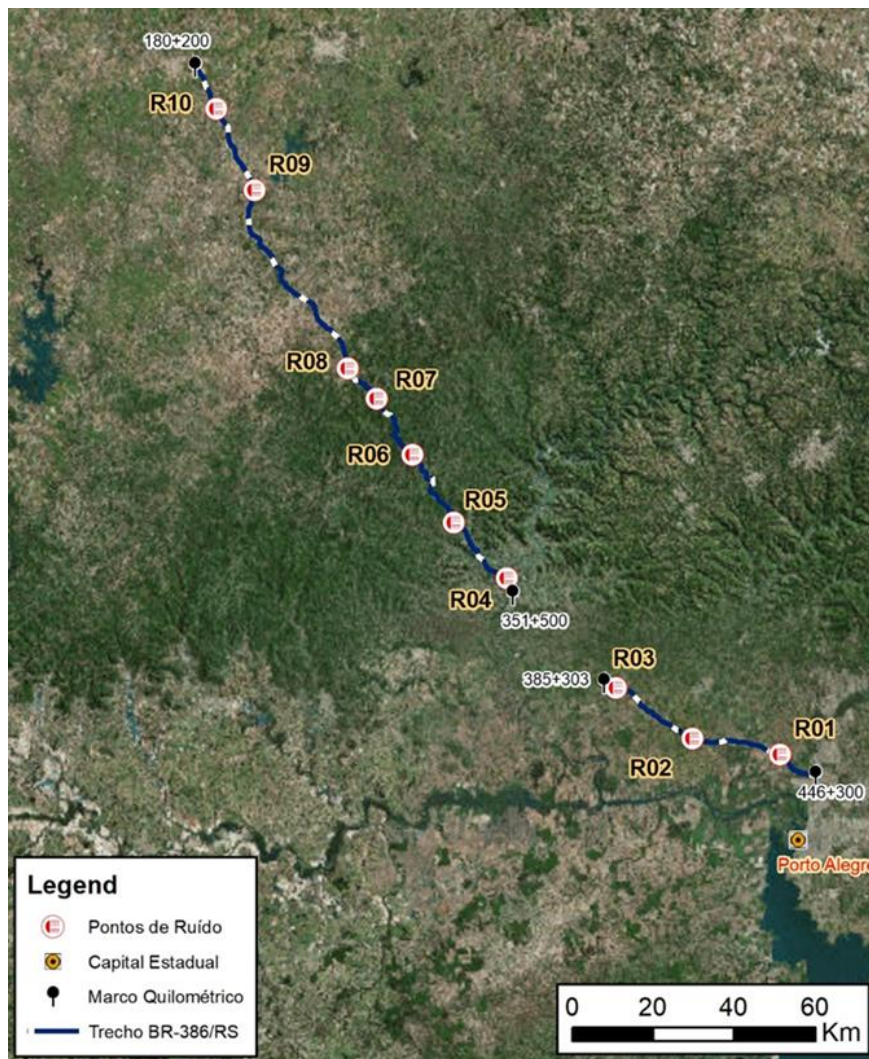 180+200
R10
R09
R08
R07
R06
R05
R04
351+500
385+303
R03
R02
R01
446+300
Porto Alegre
Legend
Pontos de Ruído
Capital Estadual
Marco Quilométrico
Trecho BR-386/RS
0 20 40 60
Km